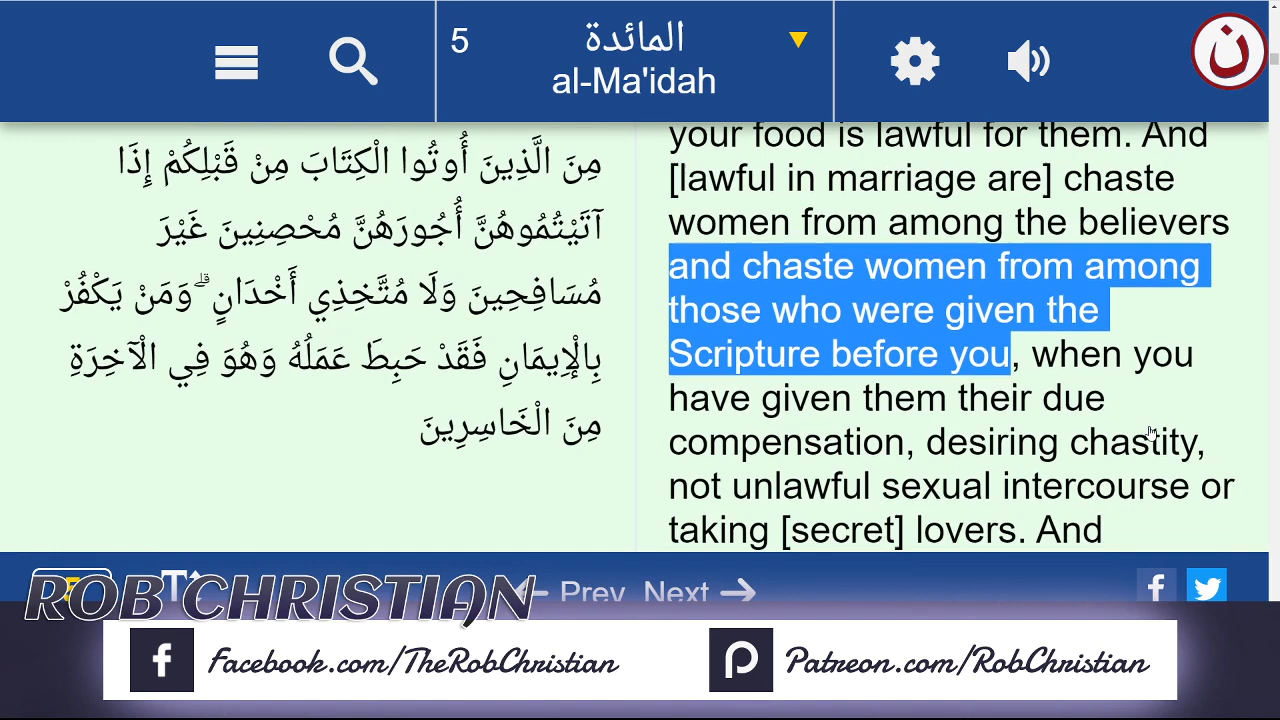 5
المائدة
al-Ma'idah
ن
مِنَ الَّذِينَ أُوتُوا الْكِتَابَ مِنْ قَبْلِكُمْ إِذَا
آتَيْتُمُوهُنَّ أُجُورَهُنَّ مُحْصِنِينَ غَيْرَ
مُسَافِحِينَ وَلَا مُتَّخِذِي أَخْدَانٍ ۗ وَمَنْ يَكْفُرْ
بِالْإِيمَانِ فَقَدْ حَبِطَ عَمَلُهُ وَهُوَ فِي الْآخِرَةِ
مِنَ الْخَاسِرِينَ
your food is lawful for them. And
[lawful in marriage are] chaste
women from among the believers
and chaste women from among
those who were given the
Scripture before you, when you
have given them their due
compensation, desiring chastity,
not unlawful sexual intercourse or
taking [secret] lovers. And
Prev Next
ROB CHRISTIAN
Facebook.com/TheRobChristian
Patreon.com/RobChristian